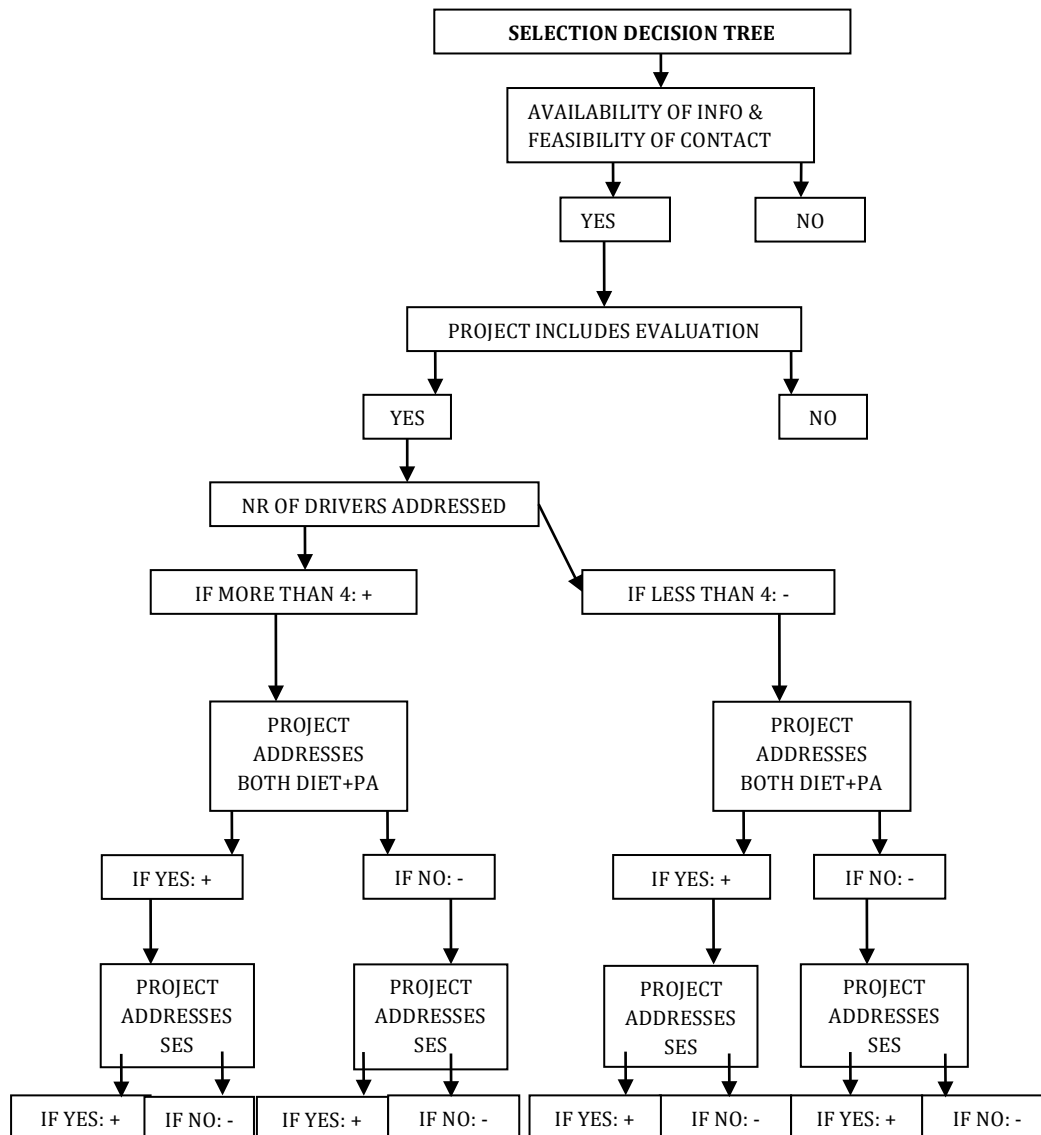 SELECTION DECISION TREE
AVAILABILITY OF INFO &
FEASIBILITY OF CONTACT
YES
NO
PROJECT INCLUDES EVALUATION
YES
NO
NR OF DRIVERS ADDRESSED
IF MORE THAN 4: +
IF LESS THAN 4: -
PROJECT
ADDRESSES
BOTH DIET+PA
PROJECT
ADDRESSES
BOTH DIET+PA
IF YES: +
IF NO: -
IF YES: +
IF NO: -
PROJECT
ADDRESSES
SES
PROJECT
ADDRESSES
SES
PROJECT
ADDRESSES
SES
PROJECT
ADDRESSES
SES
IF YES: +
IF NO: -
IF YES: +
IF NO: -
IF YES: +
IF NO: -
IF YES: +
IF NO: -